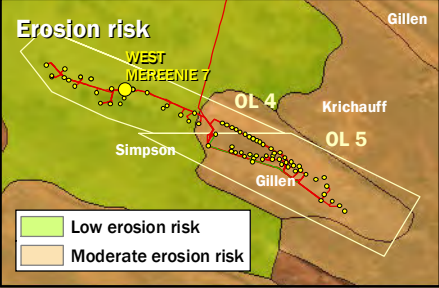 Erosion risk
Gillen
WEST
MEREENIE 7
OL 4
Krichauff
OL 5
Simpson
Gillen
Low erosion risk
Moderate erosion risk